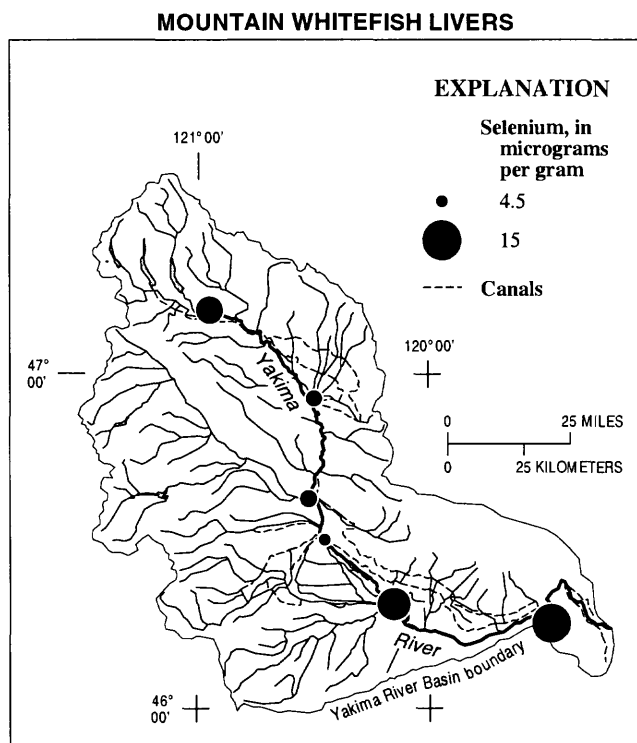 MOUNTAIN WHITEFISH LIVERS
EXPLANATION
Selenium, in
micrograms
per gram
4.5
15
Canals
121° 00'
120° 00'
47°
00'
Yakima
0 25 MILES
0 25 KILOMETERS
River
Yakima River Basin boundary
46°
00'